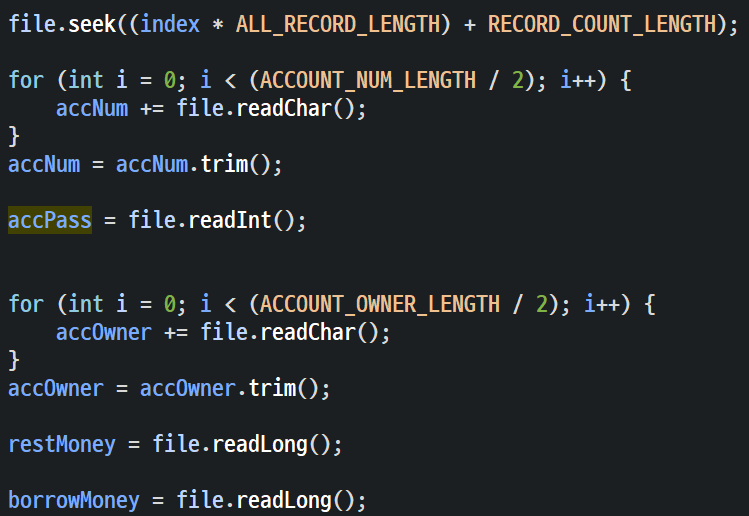 file.seek((index * ALL_RECORD_LENGTH) + RECORD_COUNT_LENGTH);
for (int i = 0; i < (ACCOUNT_NUM_LENGTH / 2); i++) {
accNum += file.readChar();
}
accNum = accNum.trim();
accPass = file.readInt();
for (int i = 0; i < (ACCOUNT_OWNER_LENGTH / 2); i++) {
accOwner += file.readChar();
}
accOwner = accOwner.trim();
restMoney = file.readLong();
borrowMoney = file.readLong();